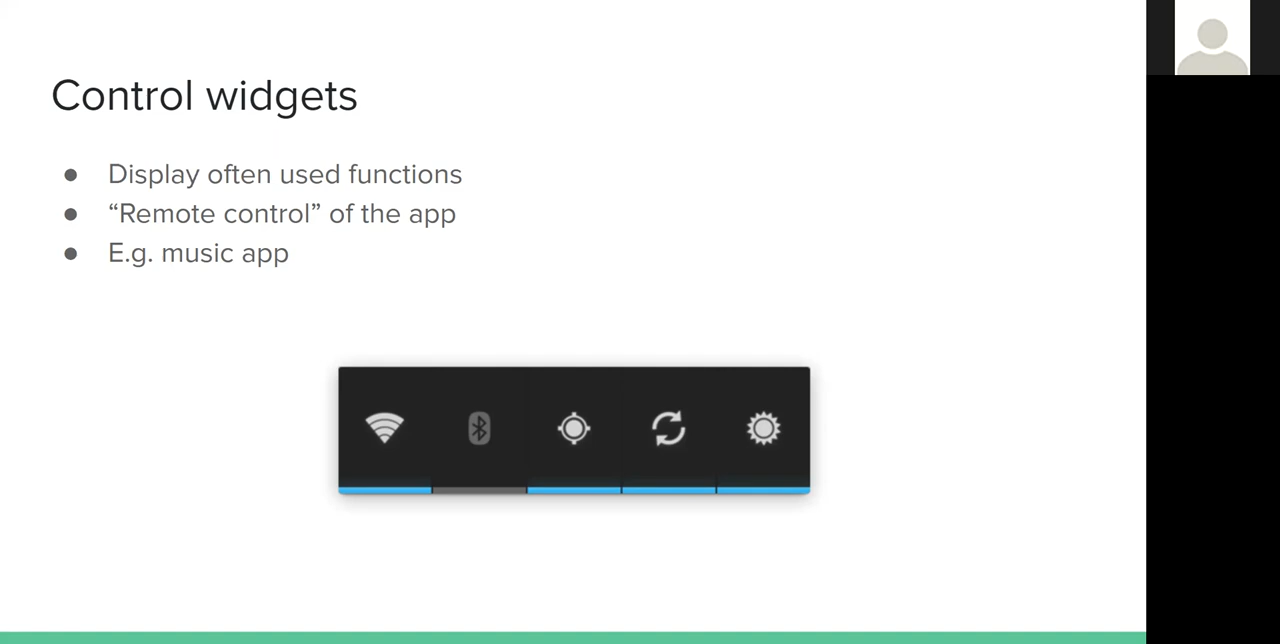 Control widgets
● Display often used functions
● “Remote control” of the app
● E.g. music app